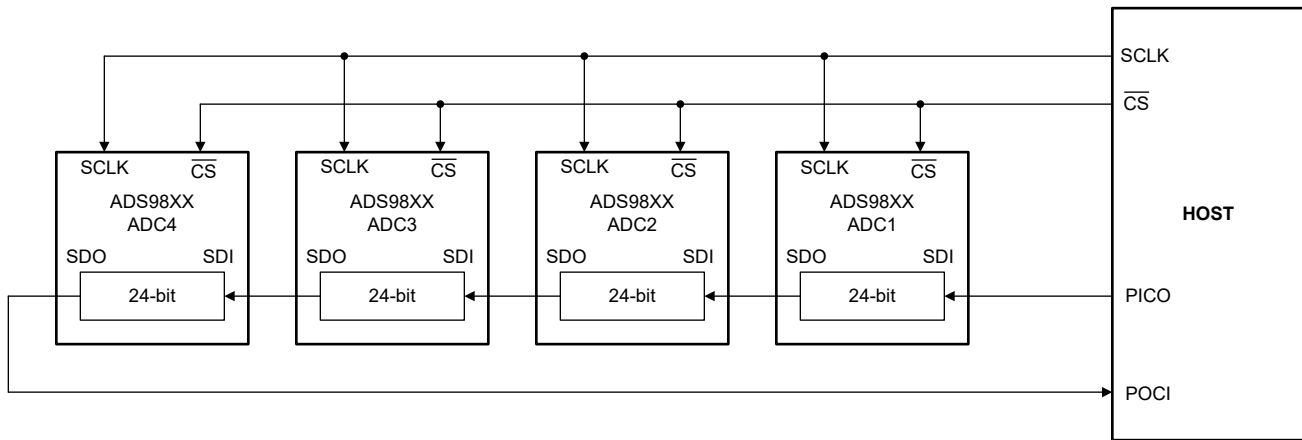 SCLK
CS
HOST
PICO
POCI
SCLK CS
ADS98XX
ADC4
SDO SDI
24-bit
SCLK CS
ADS98XX
ADC3
SDO SDI
24-bit
SCLK CS
ADS98XX
ADC2
SDO SDI
24-bit
SCLK CS
ADS98XX
ADC1
SDO SDI
24-bit